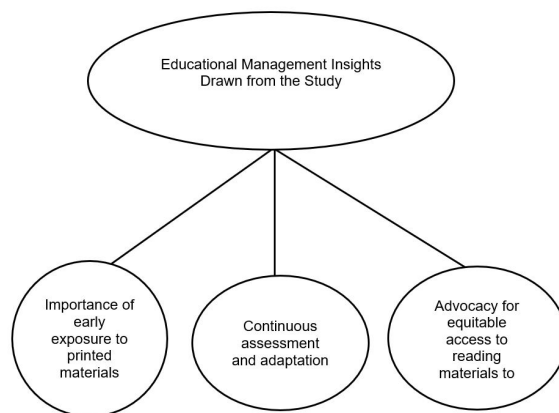 Educational Management Insights
Drawn from the Study
Importance of
early
exposure to
printed
materials
Continuous
assessment
and adaptation
Advocacy for
equitable
access to
reading
materials to